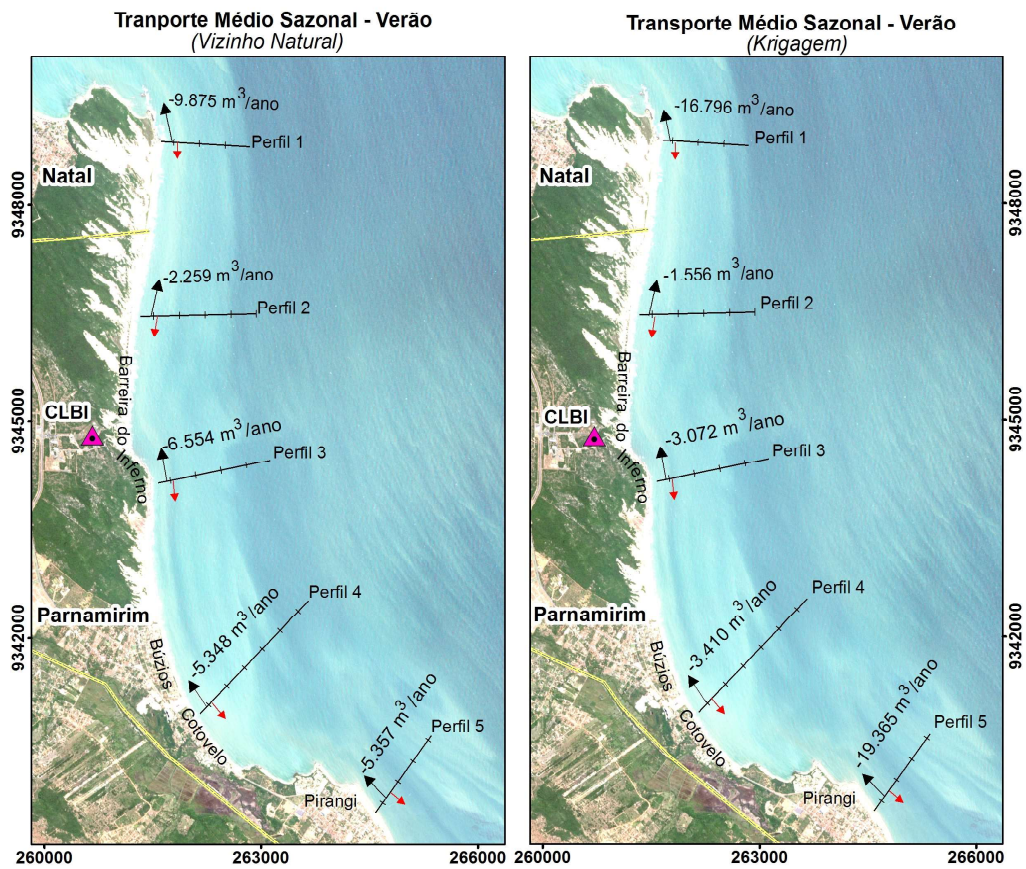 Tranporte Médio Sazonal - Verão
(Vizinho Natural)
-9.875 m³/ano
Perfil 1
Natal
9348000
-2.259 m³/ano
Perfil 2
Barreira do Inferno
CLBI
9345000
-6.554 m³/ano
Perfil 3
Perfil 4
-5.348 m³/ano
Parnamirim
9342000
Búzios
Cotovelo
-5.357 m³/ano
Perfil 5
Pirangi
260000
263000
266000
Transporte Médio Sazonal - Verão
(Krigagem)
-16.796 m³/ano
Perfil 1
Natal
9348000
-1.556 m³/ano
Perfil 2
Barreira do Inferno
CLBI
9345000
-3.072 m³/ano
Perfil 3
Perfil 4
-3.410 m³/ano
Parnamirim
9342000
Búzios
Cotovelo
-19.365 m³/ano
Perfil 5
Pirangi
260000
263000
266000